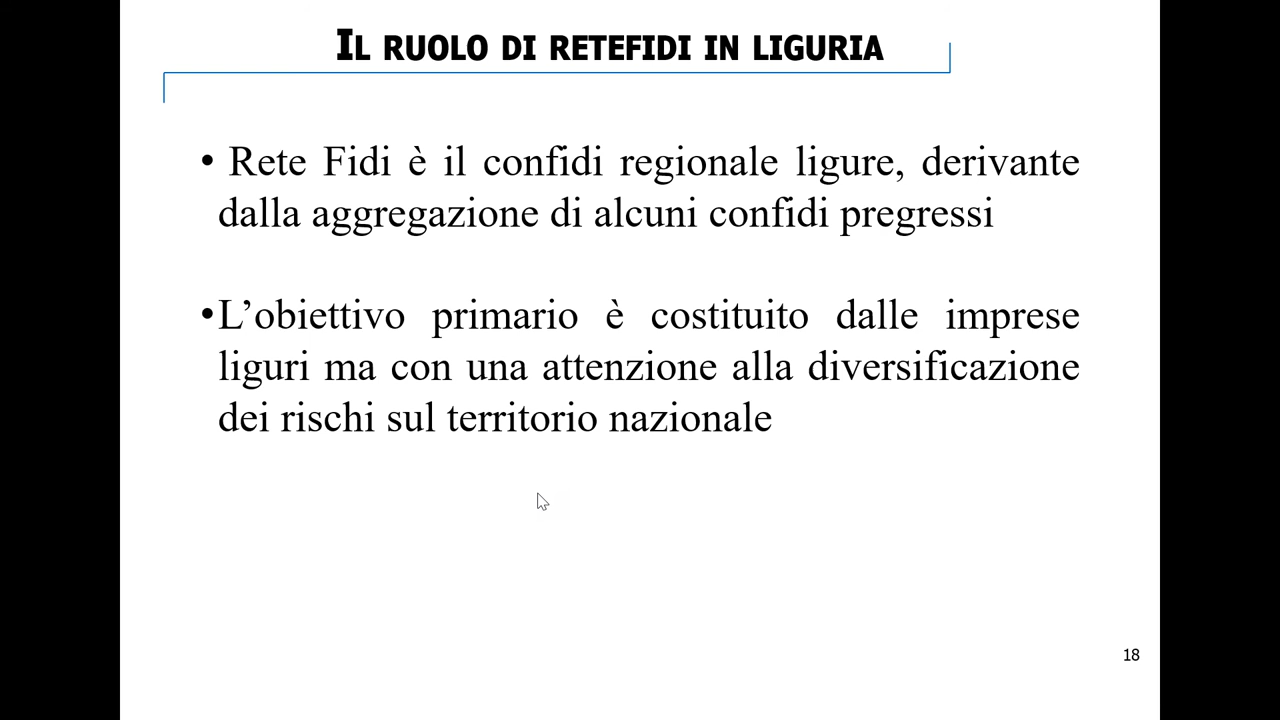 IL RUOLO DI RETEFIDI IN LIGURIA
• Rete Fidi è il confidi regionale ligure, derivante
dalla aggregazione di alcuni confidi pregressi
•L’obiettivo primario è costituito dalle imprese
liguri ma con una attenzione alla diversificazione
dei rischi sul territorio nazionale
18